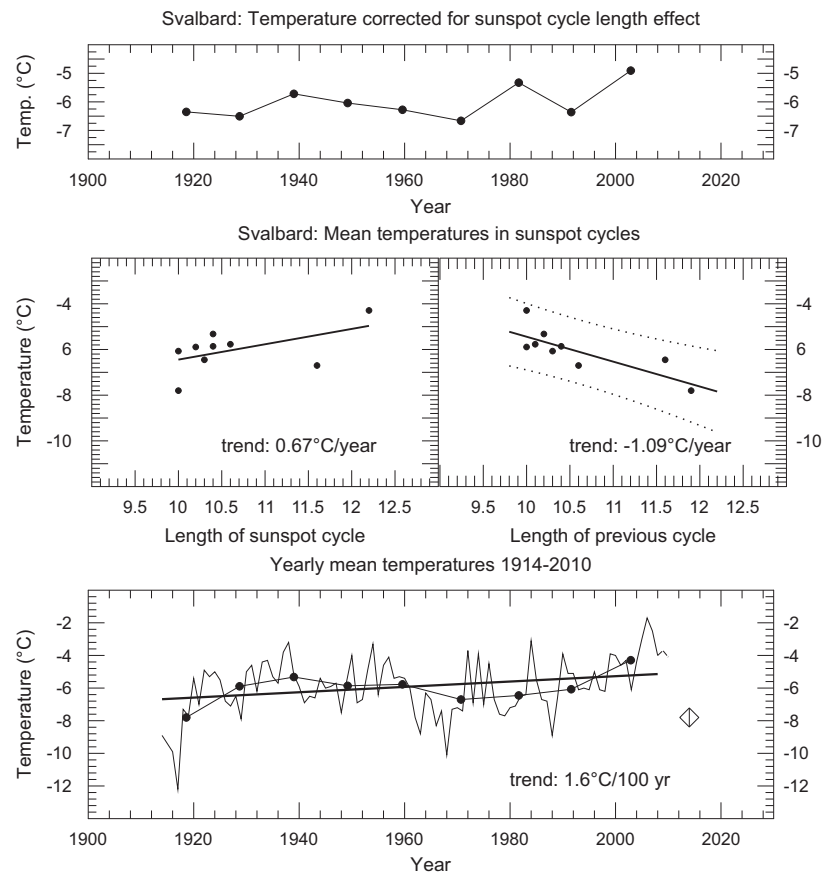 Svalbard: Temperature corrected for sunspot cycle length effect
Temp. (°C)
-5 -5
-6 -6
-7 -7
1900 1920 1940 1960 1980 2000 2020
Year
Svalbard: Mean temperatures in sunspot cycles
Temperature (°C)
-4 -4
6 6
-8 -8
-10 -10
trend: 0.67°C/year trend: -1.09°C/year
9.5 10 10.5 11 11.5 12 12.5 9.5 10 10.5 11 11.5 12 12.5
Length of sunspot cycle Length of previous cycle
Yearly mean temperatures 1914-2010
Temperature (°C)
-2 -2
-4 -4
-6 -6
-8 -8
-10 -10
-12 -12
trend: 1.6°C/100 yr
1900 1920 1940 1960 1980 2000 2020
Year